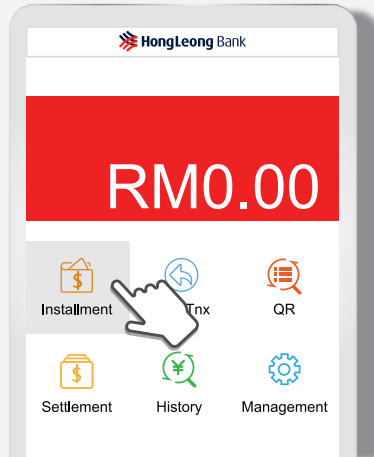 HongLeong Bank
RM0.00
Installment
Tnx
QR
Settlement
History
Management